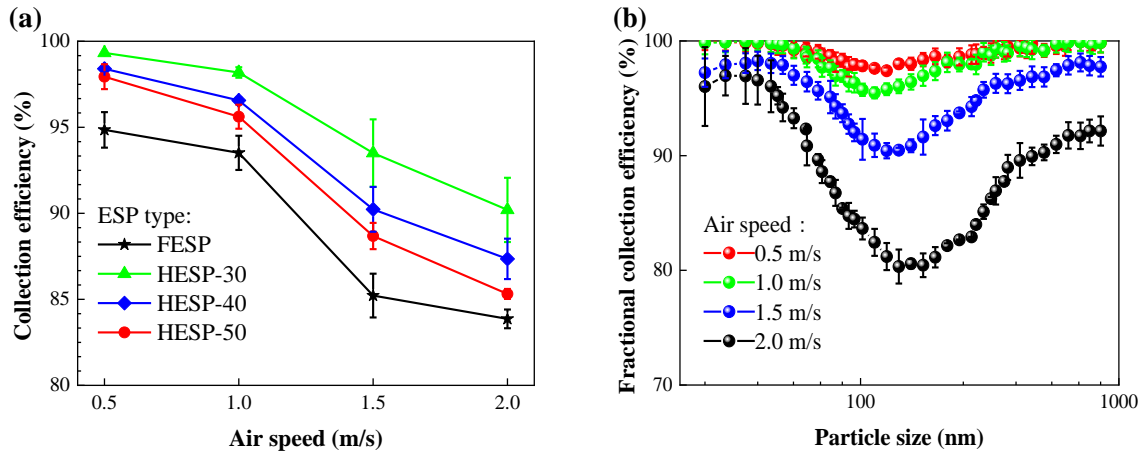 (a)
100
95
90
85
80
Collection efficiency (%)
ESP type:
FESP
HESP-30
HESP-40
HESP-50
0.5
1.0
1.5
2.0
Air speed (m/s)
(b)
100
90
80
70
Fractional collection efficiency (%)
Air speed :
0.5 m/s
1.0 m/s
1.5 m/s
2.0 m/s
100
1000
Particle size (nm)